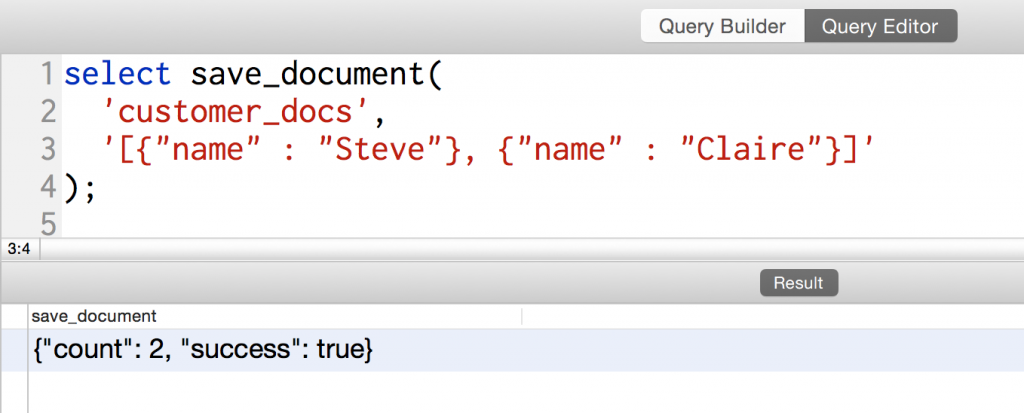 Query Builder Query Editor
1 select save_document(
2 'customer_docs',
3 '[{"name" : "Steve"}, {"name" : "Claire"}]'
4 );
5
3:4
Result
save_document
{"count": 2, "success": true}